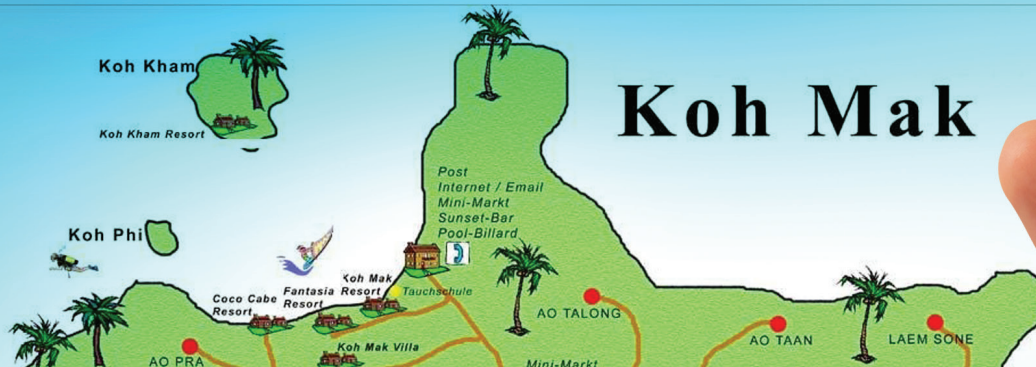 Koh Kham
Koh Kham Resort
Koh Mak
Post
Internet / Email
Mini-Markt
Sunset-Bar
Pool-Billard
Koh Phi
Koh Mak
Resort
Tauchschule
Fantasia
Resort
Coco Cabe
Resort
AO TALONG
AO TAAN
LAEM SONE
Koh Mak Villa
AO PRA
Mini-Markt